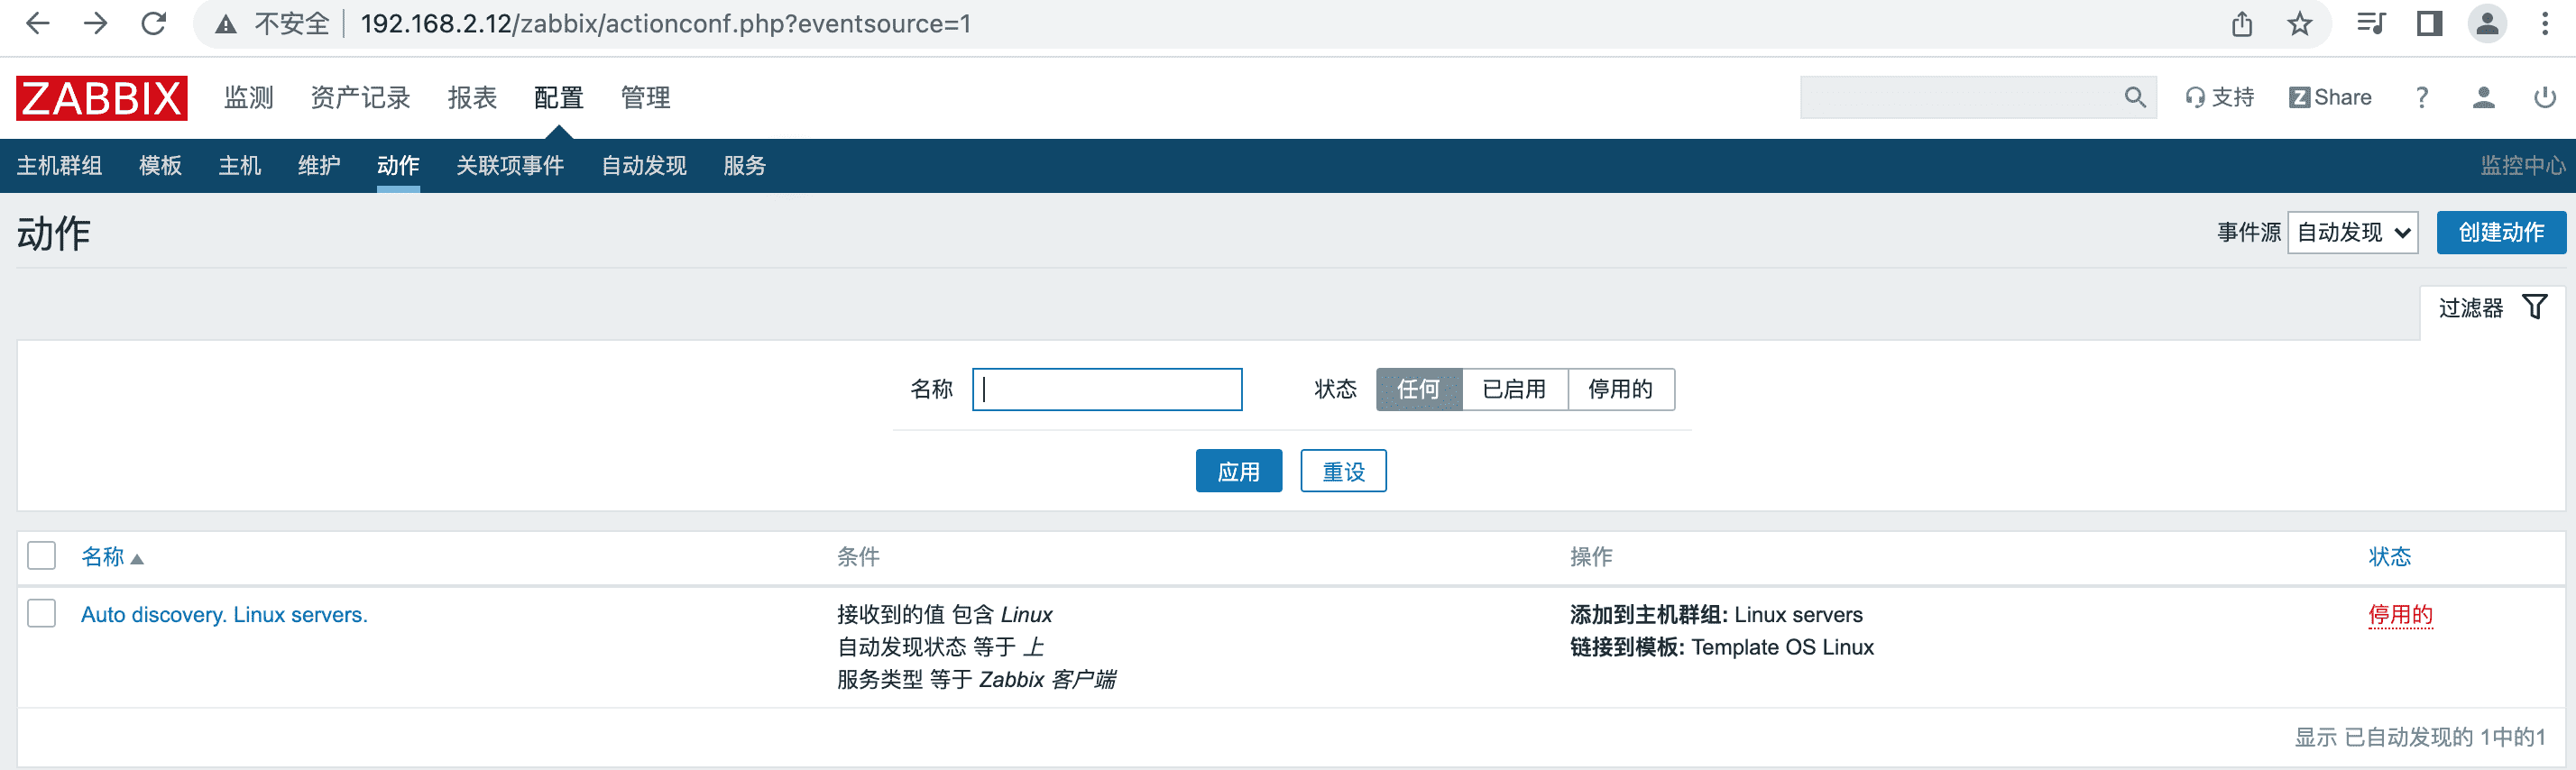 不安全 192.168.2.12/zabbix/actionconf.php?eventsource=1
ZABBIX 监测 资产记录 报表 配置 管理 支持 Z Share ?
主机群组 模板 主机 维护 动作 关联项事件 自动发现 服务 监控中心
动作 事件源 自动发现 创建动作
过滤器
名称 状态 任何 已启用 停用的
应用 重设
名称 条件 操作 状态
Auto discovery. Linux servers. 接收到的值 包含 Linux 添加到主机群组: Linux servers 停用的
自动发现状态 等于 上 链接到模板: Template OS Linux
服务类型 等于 Zabbix 客户端
显示 已自动发现的 1中的1